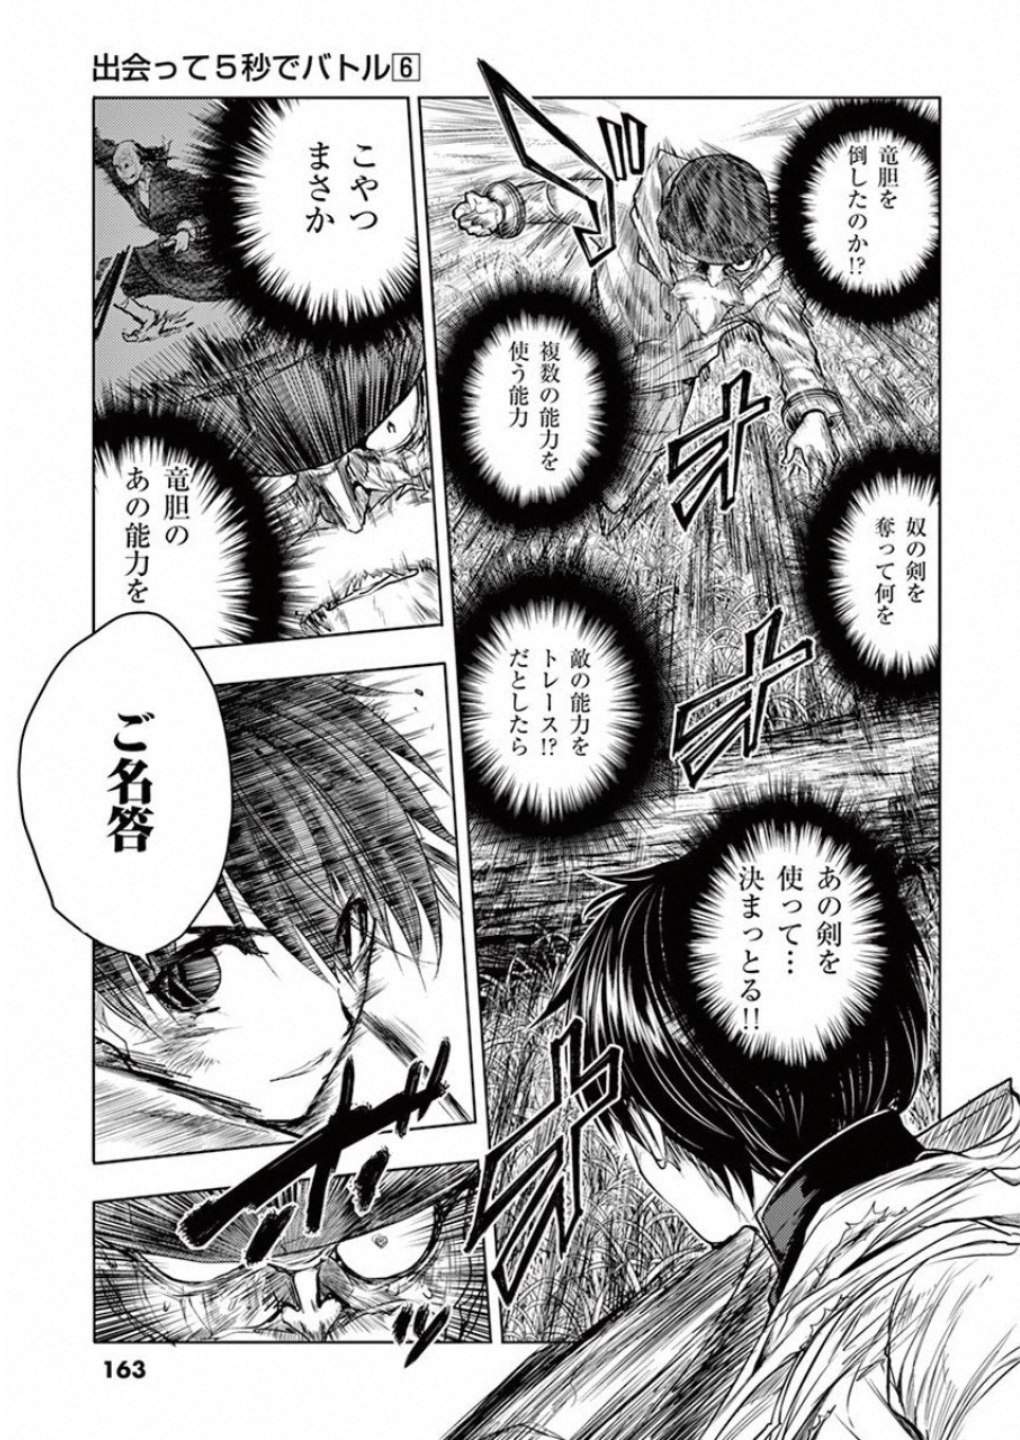 出会って5秒でバトル6
竜胆を
倒したのか!?
奴の剣を
奪って何を
複数の能力を
使う能力
敵の能力を
トレース!?
だとしたら
あの剣を
使って…
決まっとる!!
オオオ
こやつ
まさか
竜胆の
あの能力を
ご名答
163